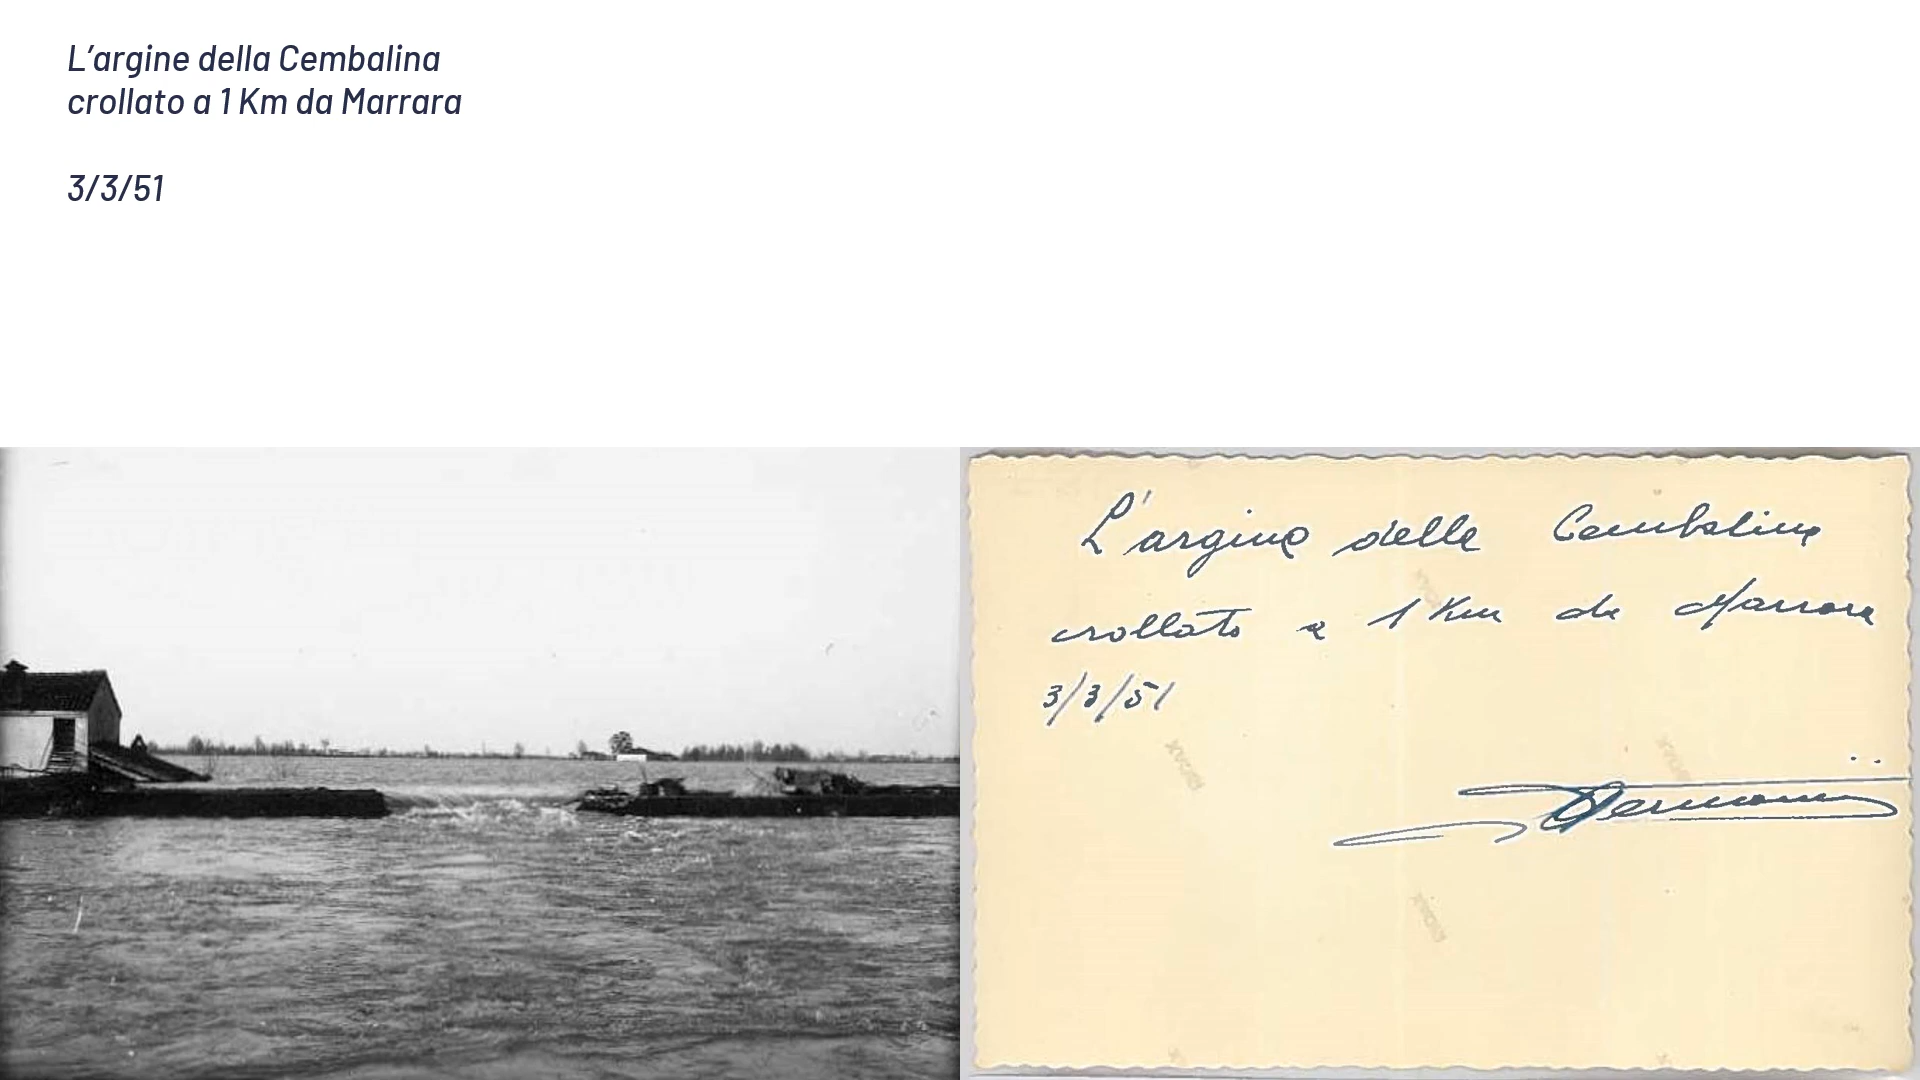 L’argine della Cembalina
crollato a 1 Km da Marrara
3/3/51
L'argine della Cembalina
crollato a 1 Km da Marrara
3/3/51